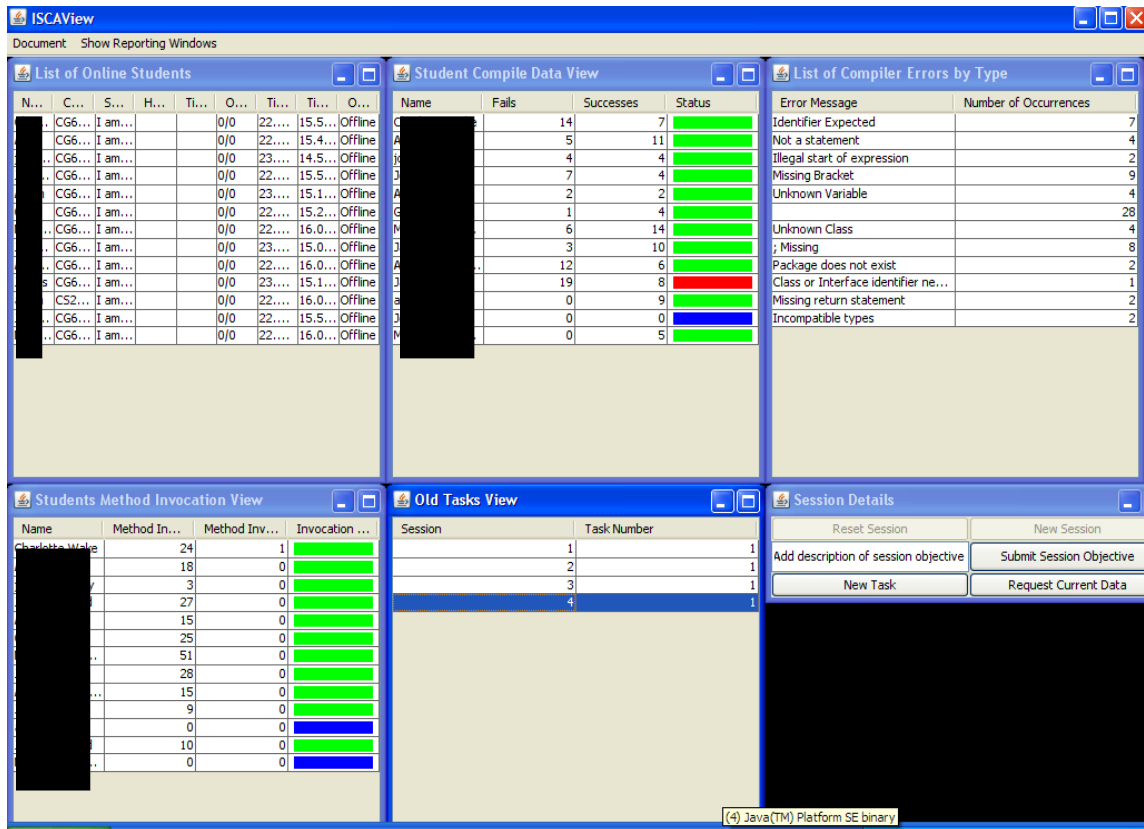 ISCAView
Document Show Reporting Windows
List of Online Students
N... C... S... H... Ti... O... Ti... Ti... O...
CG6... I am... 0/0 22.... 15.5... Offline
CG6... I am... 0/0 22.... 15.4... Offline
CG6... I am... 0/0 23.... 14.5... Offline
CG6... I am... 0/0 22.... 15.5... Offline
CG6... I am... 0/0 23.... 15.1... Offline
CG6... I am... 0/0 22.... 15.2... Offline
CG6... I am... 0/0 22.... 16.0... Offline
CG6... I am... 0/0 23.... 15.0... Offline
CG6... I am... 0/0 22.... 16.0... Offline
CG6... I am... 0/0 23.... 15.1... Offline
CS2... I am... 0/0 22.... 16.0... Offline
CG6... I am... 0/0 22.... 15.5... Offline
CG6... I am... 0/0 22.... 16.0... Offline
Student Compile Data View
Name Fails Successes Status
14 7
5 11
4 4
7 4
2 2
1 4
6 14
3 10
12 6
19 8
0 9
0 0
0 5
List of Compiler Errors by Type
Error Message Number of Occurrences
Identifier Expected 7
Not a statement 4
Illegal start of expression 2
Missing Bracket 9
Unknown Variable 4
28
Unknown Class 4
; Missing 8
Package does not exist 2
Class or Interface identifier ne... 1
Missing return statement 2
Incompatible types 2
Students Method Invocation View
Name Method In... Method Inv... Invocation ...
24 1
18 0
3 0
27 0
15 0
25 0
51 0
28 0
15 0
9 0
0 0
10 0
0 0
Old Tasks View
Session Task Number
1 1
2 1
3 1
4 1
Session Details
Reset Session New Session
Add description of session objective Submit Session Objective
New Task Request Current Data
(4) Java(TM) Platform SE binary